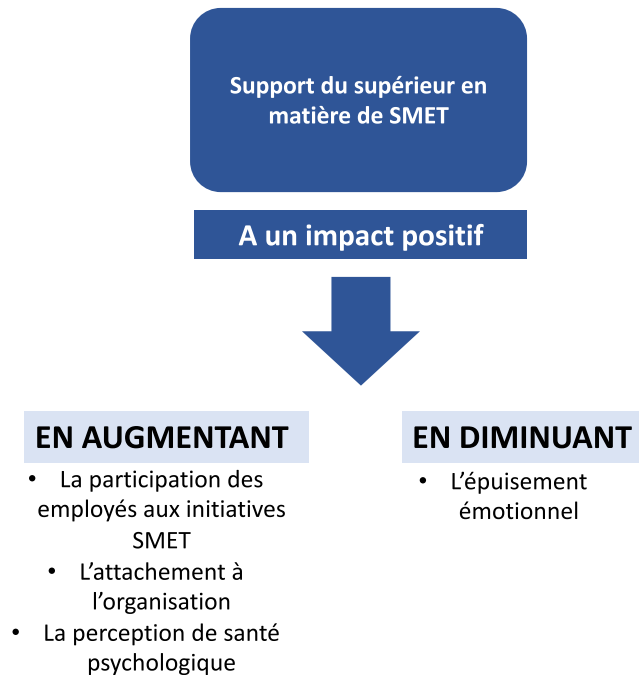 Support du supérieur en
matière de SMET
A un impact positif
EN AUGMENTANT
• La participation des
employés aux initiatives
SMET
• L’attachement à
l’organisation
• La perception de santé
psychologique
EN DIMINUANT
• L’épuisement
émotionnel